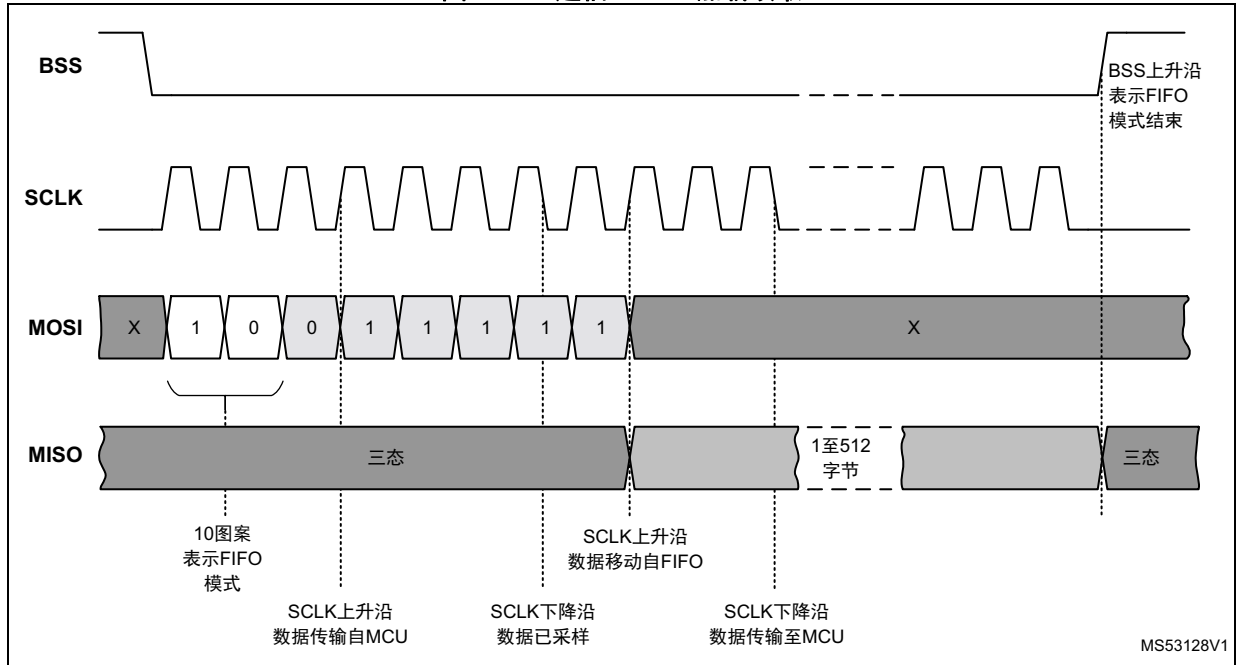 BSS
BSS上升沿
表示FIFO
模式结束
SCLK
MOSI
X
1
0
0
1
1
1
1
1
X
MISO
三态
1至512
字节
三态
10图案
表示FIFO
模式
SCLK上升沿
数据移动自FIFO
SCLK上升沿
数据传输自MCU
SCLK下降沿
数据已采样
SCLK下降沿
数据传输至MCU
MS53128V1